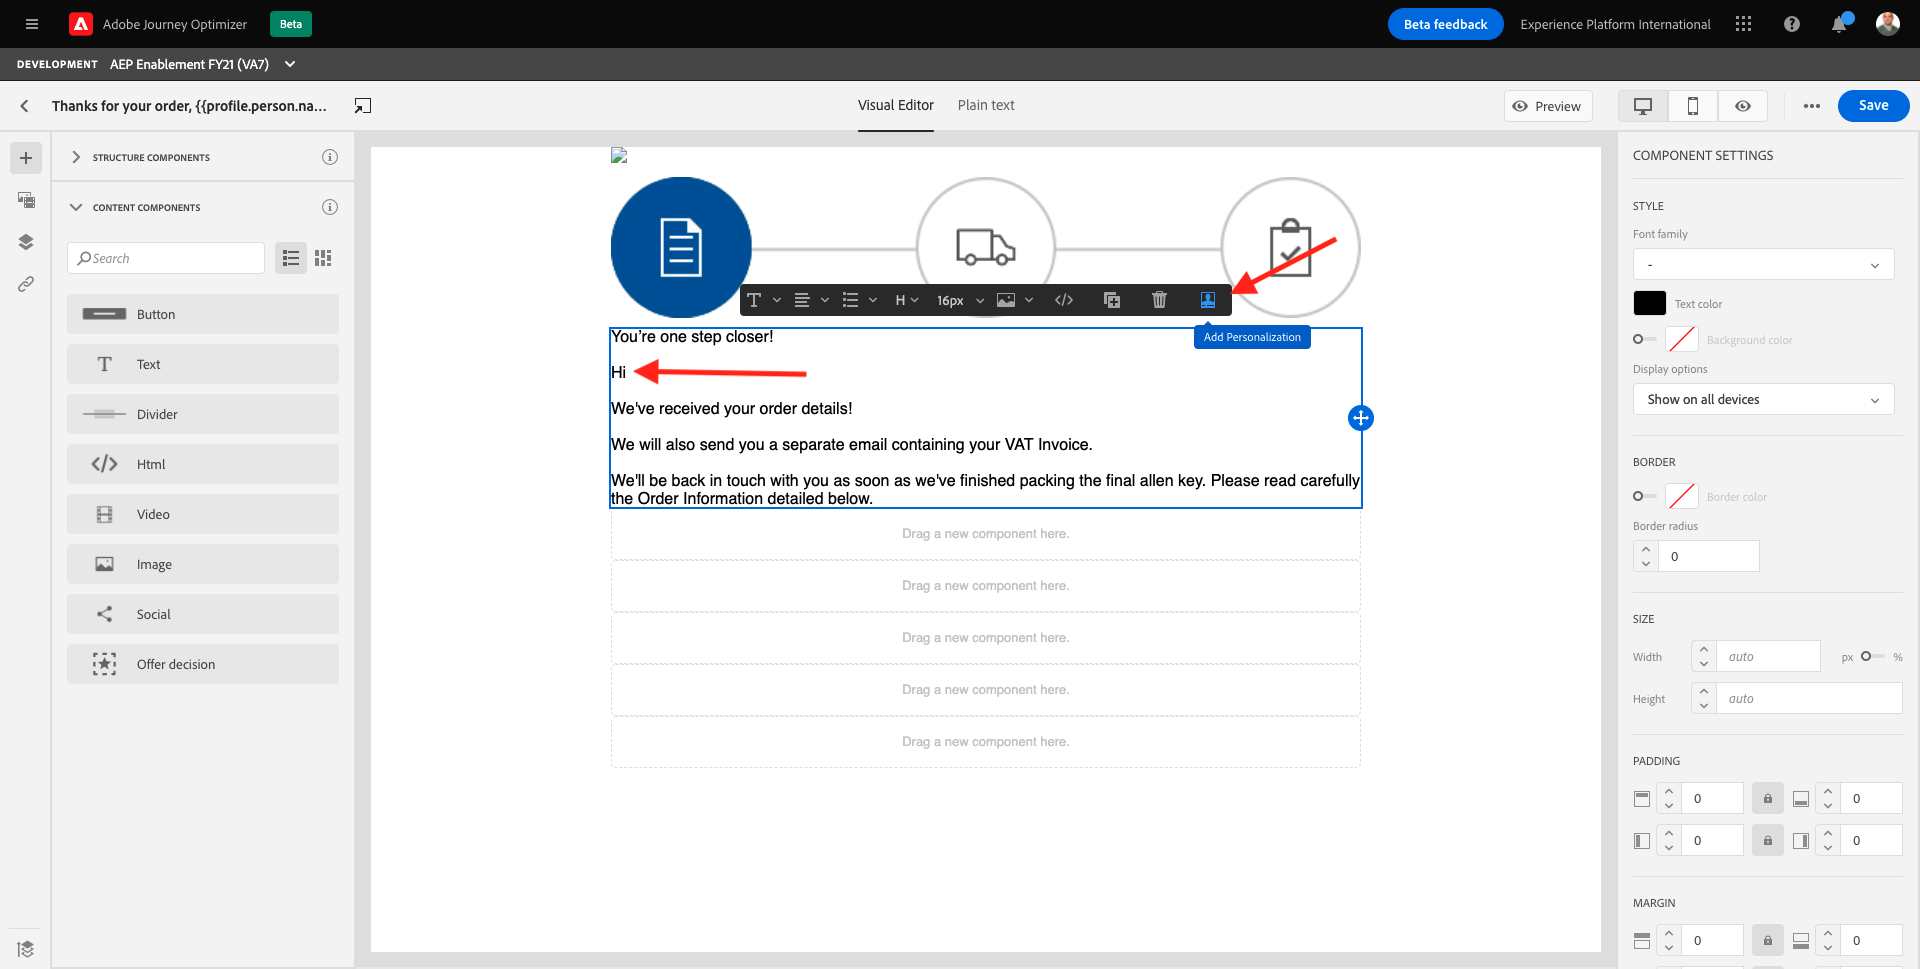 Adobe Journey Optimizer Beta Beta feedback Experience Platform International
DEVELOPMENT AEP Enablement FY21 (VA7)
Thanks for your order, {{profile.person.na... Visual Editor Plain text Preview Save
STRUCTURE COMPONENTS
CONTENT COMPONENTS
Search
Button
Text
Divider
Html
Video
Image
Social
Offer decision
H 16px
Add Personalization
You're one step closer!
Hi
We've received your order details!
We will also send you a separate email containing your VAT Invoice.
We'll be back in touch with you as soon as we've finished packing the final allen key. Please read carefully
the Order Information detailed below.
Drag a new component here.
Drag a new component here.
Drag a new component here.
Drag a new component here.
Drag a new component here.
COMPONENT SETTINGS
STYLE
Font family
-
Text color
Background color
Display options
Show on all devices
BORDER
Border color
Border radius
0
SIZE
Width auto px %
Height auto
PADDING
0 0
0 0
MARGIN
0 0